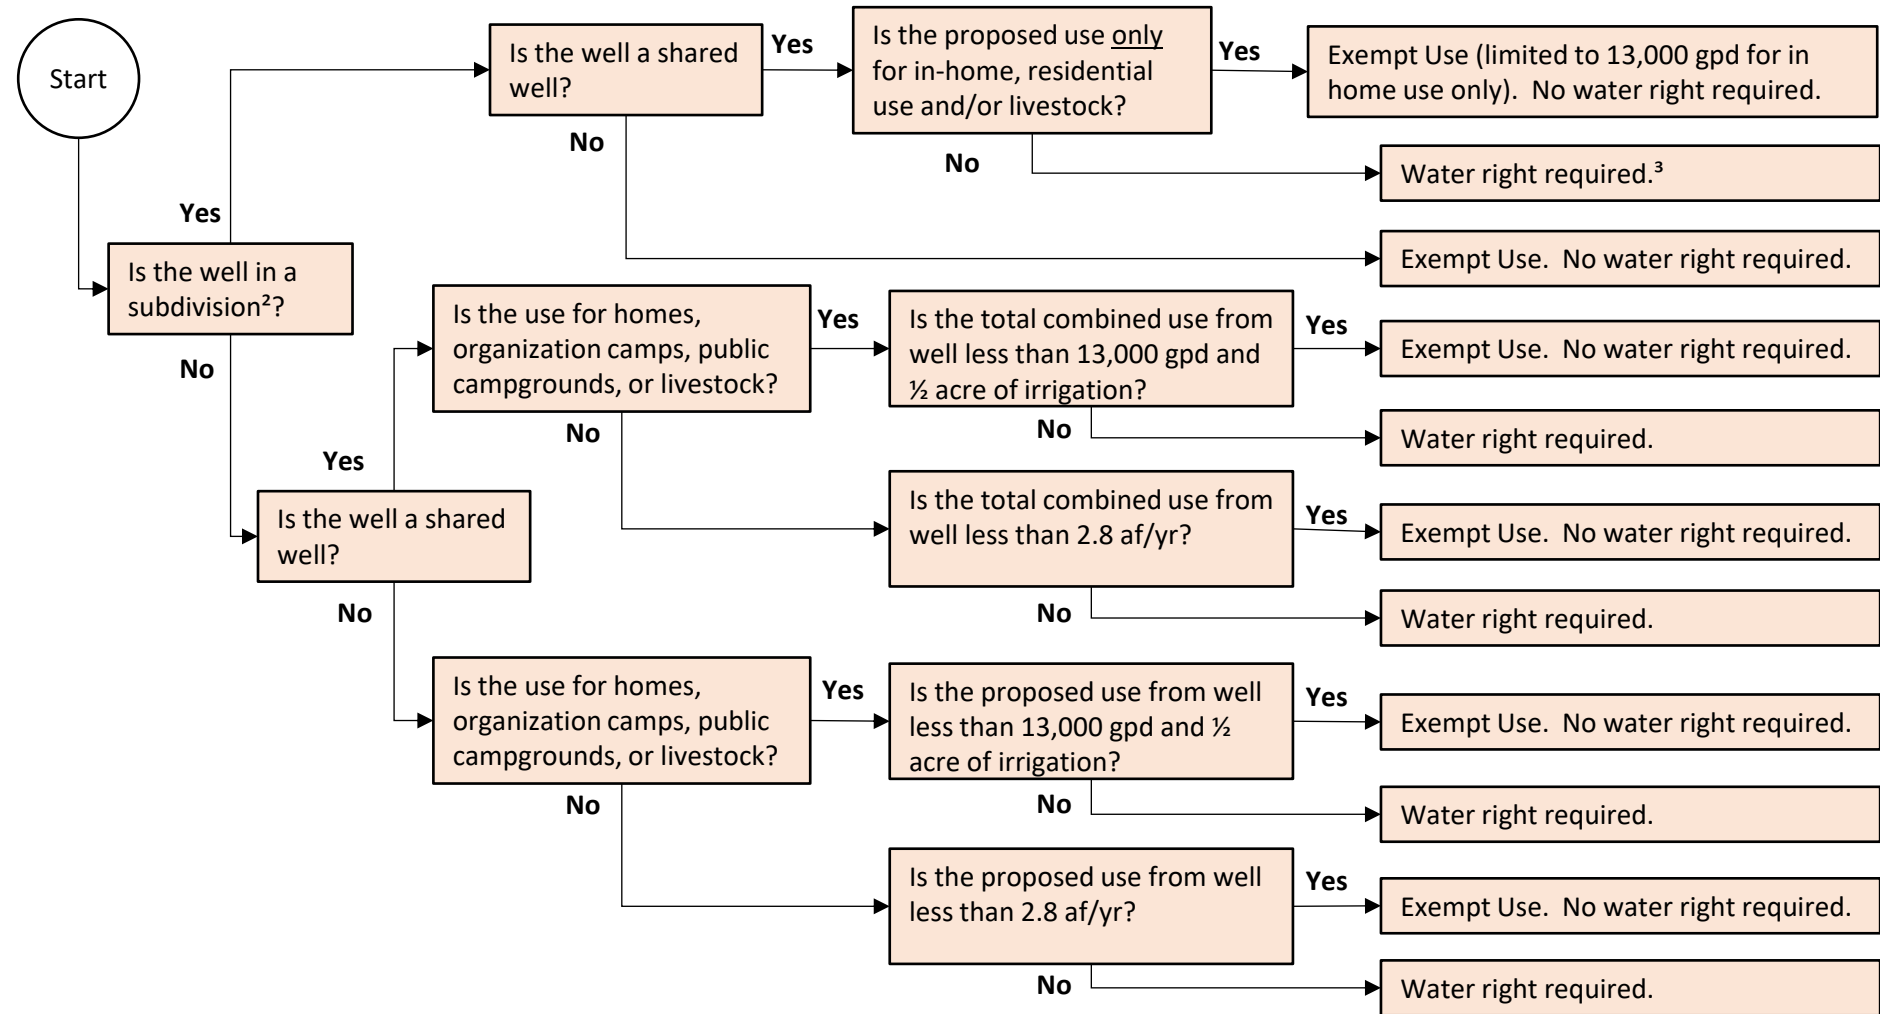 Start
Is the well a shared
well?
Yes
Is the proposed use only
for in-home, residential
use and/or livestock?
Yes
Exempt Use (limited to 13,000 gpd for in
home use only).  No water right required.
No
No
Water right required.³
Yes
Exempt Use.  No water right required.
Is the well in a
subdivision²?
No
Is the use for homes,
organization camps, public
campgrounds, or livestock?
Yes
Is the total combined use from
well less than 13,000 gpd and
½ acre of irrigation?
Yes
Exempt Use.  No water right required.
No
No
Water right required.
Yes
Is the well a shared
well?
Is the total combined use from
well less than 2.8 af/yr?
Yes
Exempt Use.  No water right required.
No
Water right required.
No
Is the use for homes,
organization camps, public
campgrounds, or livestock?
Yes
Is the proposed use from well
less than 13,000 gpd and ½
acre of irrigation?
Yes
Exempt Use.  No water right required.
No
No
Water right required.
Is the proposed use from well
less than 2.8 af/yr?
Yes
Exempt Use.  No water right required.
No
Water right required.